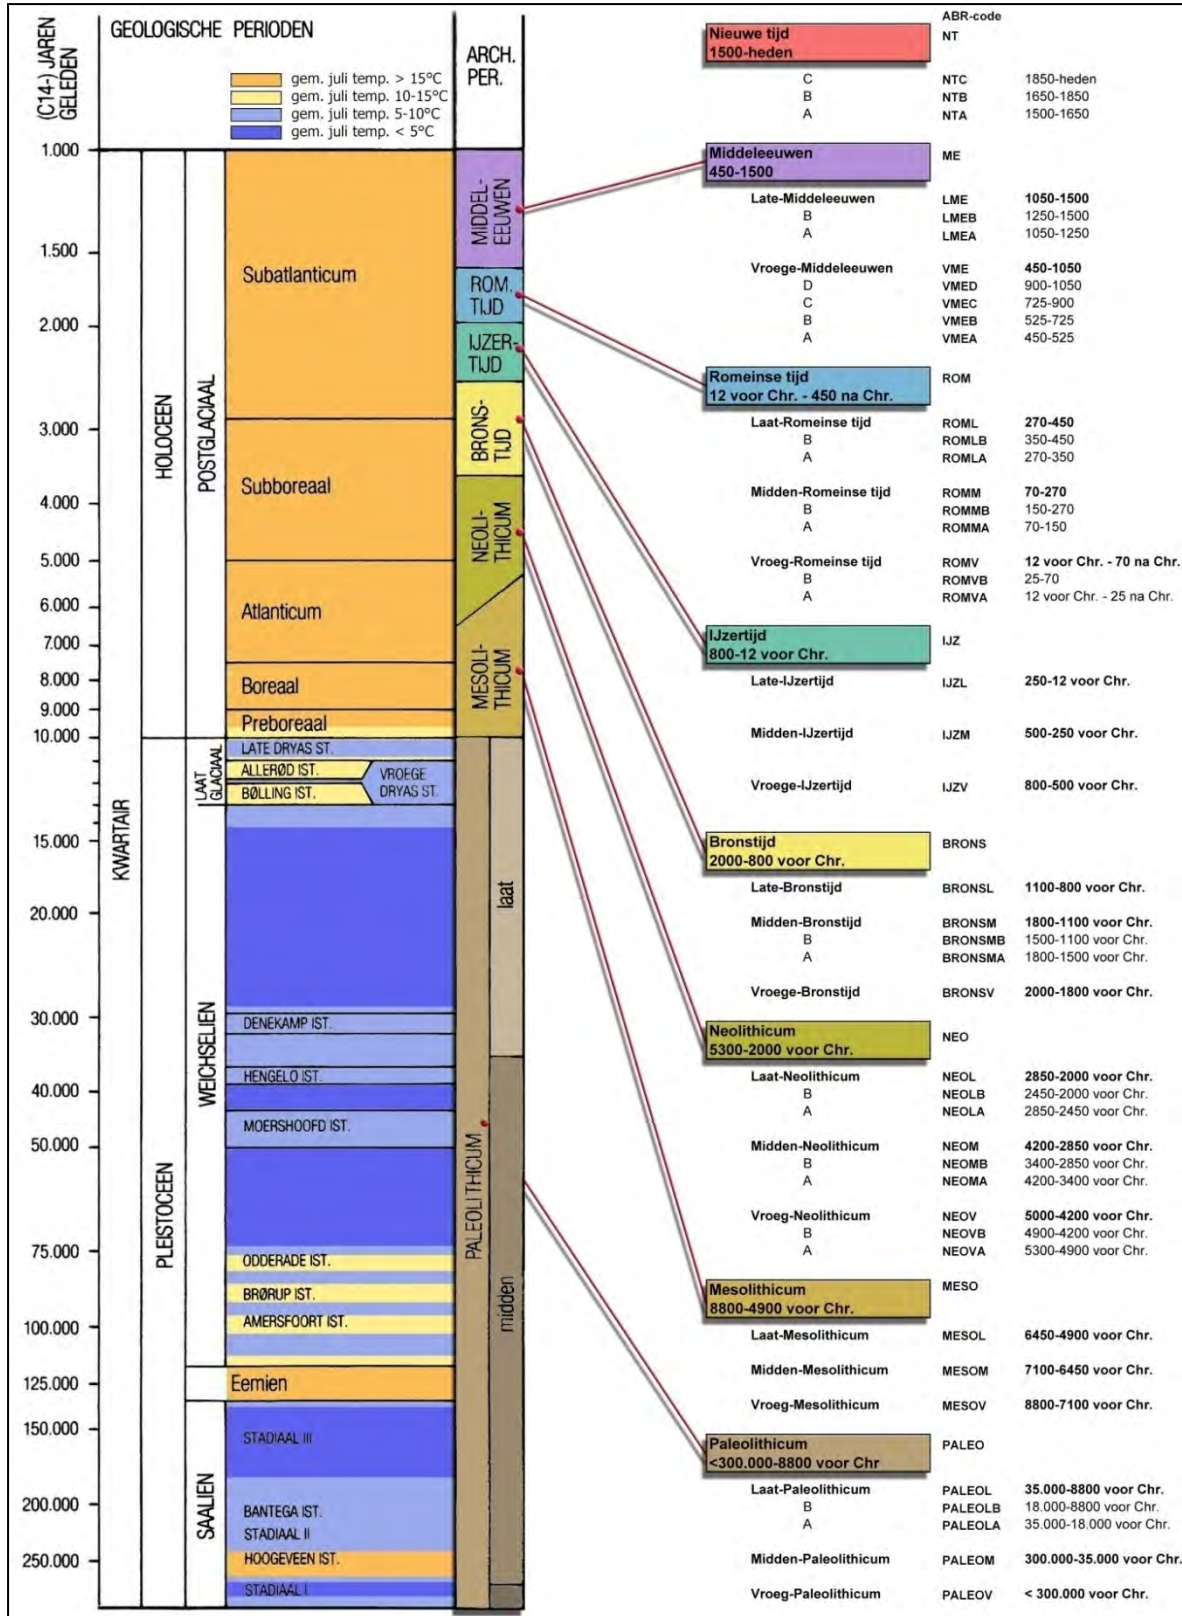 (C14-) JAREN
GELEDEN
GEOLOGISCHE PERIODEN
gem. juli temp. > 15°C
gem. juli temp. 10-15°C
gem. juli temp. 5-10°C
gem. juli temp. < 5°C
ARCH.
PER.
1.000
1.500
2.000
3.000
4.000
5.000
6.000
7.000
8.000
9.000
10.000
15.000
20.000
30.000
40.000
50.000
75.000
100.000
125.000
150.000
200.000
250.000
KWARTAIR
HOLOCEEN
PLEISTOCEEN
POSTGLACIAAL
LAAT
GLACIAAL
WEICHSELIEN
SAALIEN
Subatlanticum
Subboreaal
Atlanticum
Boreaal
Preboreaal
LATE DRYAS ST.
ALLERØD IST.
VROEGE
DRYAS ST.
BØLLING IST.
DENEKAMP IST.
HENGELO IST.
MOERSHOOFD IST.
ODDERADE IST.
BRØRUP IST.
AMERSFOORT IST.
Eemien
STADIAAL III
BANTEGA IST.
STADIAAL II
HOOGEVEEN IST.
STADIAAL I
MIDDEL-
EEUWEN
ROM.
TIJD
IJZER-
TIJD
BRONS-
TIJD
NEOLI-
THICUM
MESOLI-
THICUM
PALEOLITHICUM
laat
midden
ABR-code
Nieuwe tijd NT
1500-heden
C NTC 1850-heden
B NTB 1650-1850
A NTA 1500-1650
Middeleeuwen ME
450-1500
Late-Middeleeuwen LME 1050-1500
B LMEB 1250-1500
A LMEA 1050-1250
Vroege-Middeleeuwen VME 450-1050
D VMED 900-1050
C VMEC 725-900
B VMEB 525-725
A VMEA 450-525
Romeinse tijd ROM
12 voor Chr. - 450 na Chr.
Laat-Romeinse tijd ROML 270-450
B ROMLB 350-450
A ROMLA 270-350
Midden-Romeinse tijd ROMM 70-270
B ROMMB 150-270
A ROMMA 70-150
Vroeg-Romeinse tijd ROMV 12 voor Chr. - 70 na Chr.
B ROMVB 25-70
A ROMVA 12 voor Chr. - 25 na Chr.
IJzertijd IJZ
800-12 voor Chr.
Late-IJzertijd IJZL 250-12 voor Chr.
Midden-IJzertijd IJZM 500-250 voor Chr.
Vroege-IJzertijd IJZV 800-500 voor Chr.
Bronstijd BRONS
2000-800 voor Chr.
Late-Bronstijd BRONSL 1100-800 voor Chr.
Midden-Bronstijd BRONSM 1800-1100 voor Chr.
B BRONSMB 1500-1100 voor Chr.
A BRONSMA 1800-1500 voor Chr.
Vroege-Bronstijd BRONSV 2000-1800 voor Chr.
Neolithicum NEO
5300-2000 voor Chr.
Laat-Neolithicum NEOL 2850-2000 voor Chr.
B NEOLB 2450-2000 voor Chr.
A NEOLA 2850-2450 voor Chr.
Midden-Neolithicum NEOM 4200-2850 voor Chr.
B NEOMB 3400-2850 voor Chr.
A NEOMA 4200-3400 voor Chr.
Vroeg-Neolithicum NEOV 5000-4200 voor Chr.
B NEOVB 4900-4200 voor Chr.
A NEOVA 5300-4900 voor Chr.
Mesolithicum MESO
8800-4900 voor Chr.
Laat-Mesolithicum MESOL 6450-4900 voor Chr.
Midden-Mesolithicum MESOM 7100-6450 voor Chr.
Vroeg-Mesolithicum MESOV 8800-7100 voor Chr.
Paleolithicum PALEO
<300.000-8800 voor Chr
Laat-Paleolithicum PALEOL 35.000-8800 voor Chr.
B PALEOLB 18.000-8800 voor Chr.
A PALEOLA 35.000-18.000 voor Chr.
Midden-Paleolithicum PALEOM 300.000-35.000 voor Chr.
Vroeg-Paleolithicum PALEOV < 300.000 voor Chr.